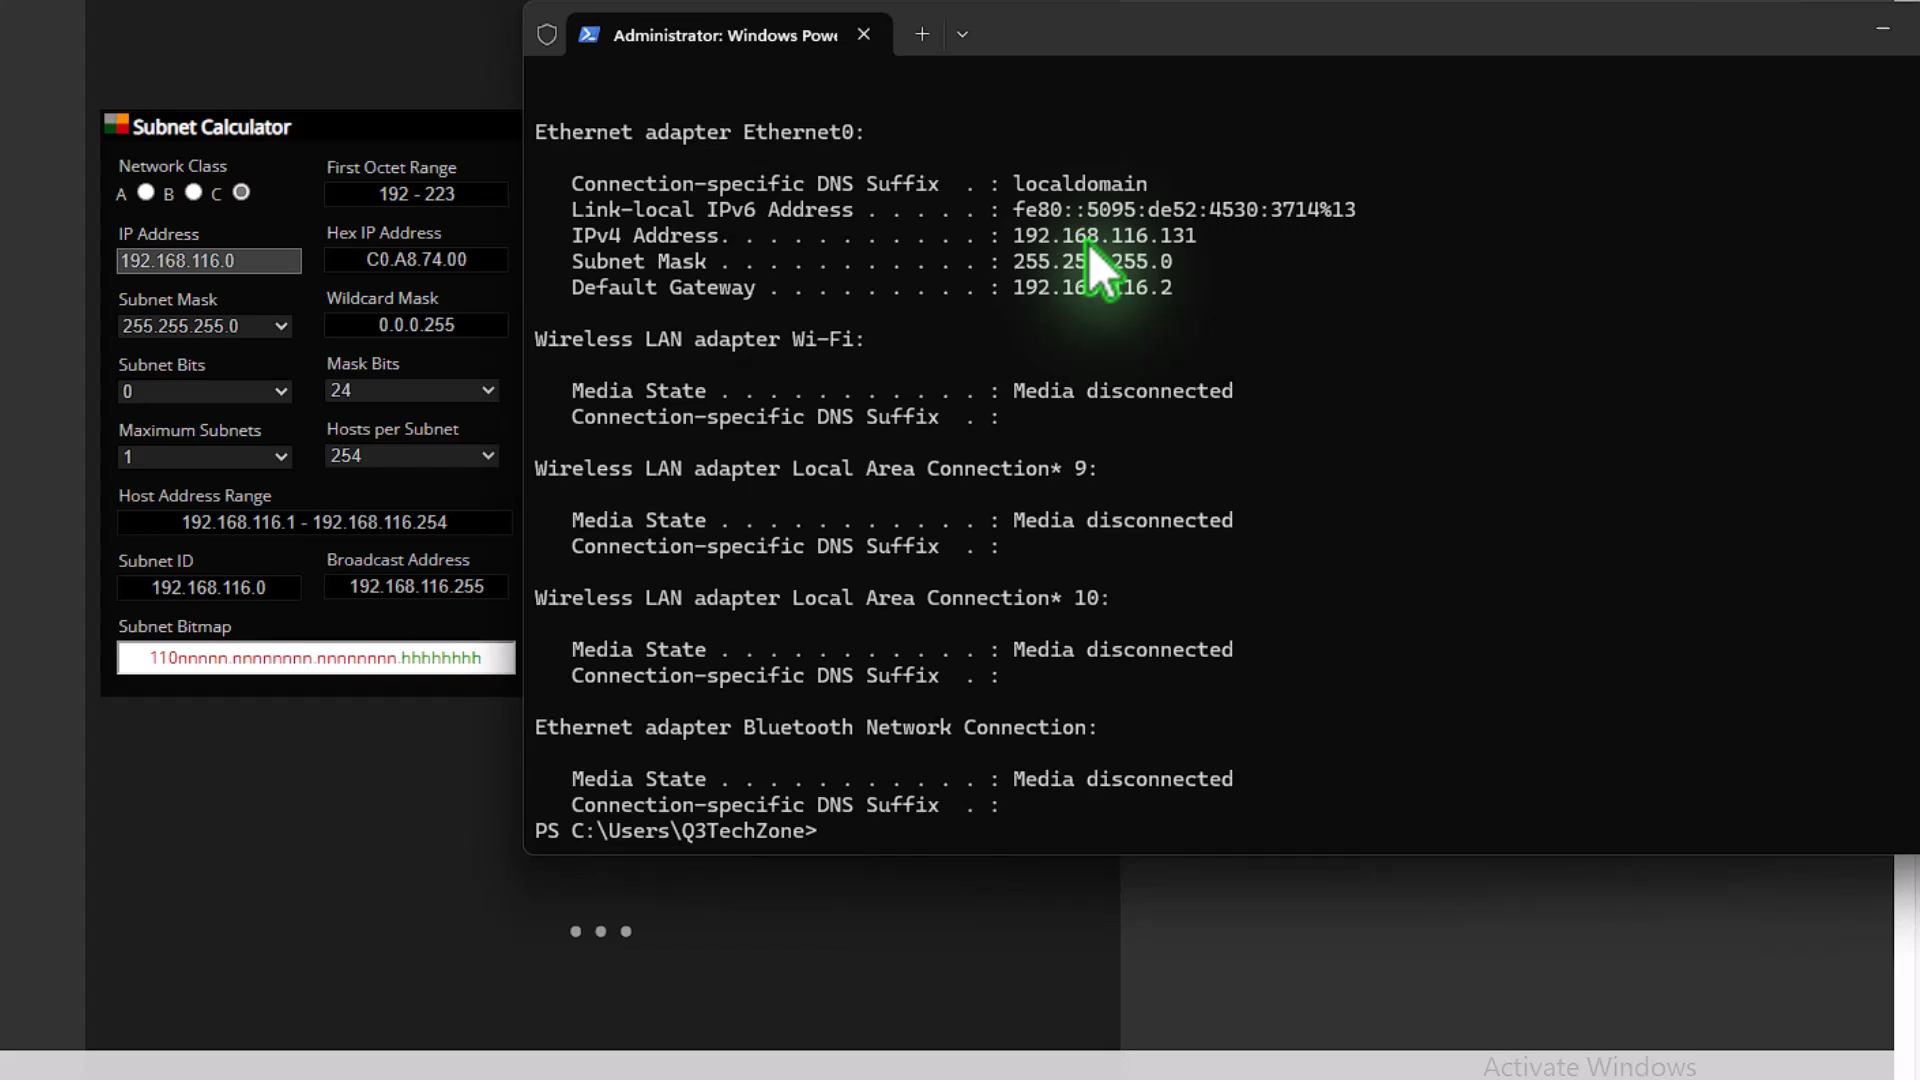 Administrator: Windows Powe
Subnet Calculator
Network Class
A B C
First Octet Range
192 - 223
IP Address
192.168.116.0
Hex IP Address
C0.A8.74.00
Subnet Mask
255.255.255.0
Wildcard Mask
0.0.0.255
Subnet Bits
0
Mask Bits
24
Maximum Subnets
1
Hosts per Subnet
254
Host Address Range
192.168.116.1 - 192.168.116.254
Subnet ID
192.168.116.0
Broadcast Address
192.168.116.255
Subnet Bitmap
110nnnnn.nnnnnnnn.nnnnnnnn.hhhhhhhh
Ethernet adapter Ethernet0:
Connection-specific DNS Suffix . : localdomain
Link-local IPv6 Address . . . . . : fe80::5095:de52:4530:3714%13
IPv4 Address. . . . . . . . . . . : 192.168.116.131
Subnet Mask . . . . . . . . . . . : 255.25 255.0
Default Gateway . . . . . . . . . : 192.16 16.2
Wireless LAN adapter Wi-Fi:
Media State . . . . . . . . . . . : Media disconnected
Connection-specific DNS Suffix . :
Wireless LAN adapter Local Area Connection* 9:
Media State . . . . . . . . . . . : Media disconnected
Connection-specific DNS Suffix . :
Wireless LAN adapter Local Area Connection* 10:
Media State . . . . . . . . . . . : Media disconnected
Connection-specific DNS Suffix . :
Ethernet adapter Bluetooth Network Connection:
Media State . . . . . . . . . . . : Media disconnected
Connection-specific DNS Suffix . :
PS C:\Users\Q3TechZone>
Activate Windows